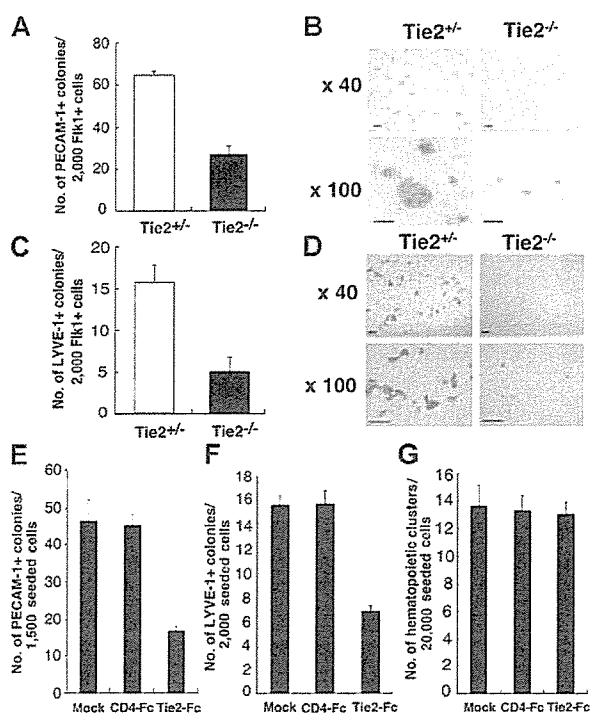 A
No. of PECAM-1+ colonies/
2,000 Flk1+ cells
80
60
40
20
0
Tie2+/- Tie2-/-
B
Tie2+/- Tie2-/-
x 40
x 100
C
No. of LYVE-1+ colonies/
2,000 Flk1+ cells
20
15
10
5
0
Tie2+/- Tie2-/-
D
Tie2+/- Tie2-/-
x 40
x 100
E
No. of PECAM-1+ colonies/
1,500 seeded cells
60
50
40
30
20
10
0
Mock CD4-Fc Tie2-Fc
F
No. of LYVE-1+ colonies/
2,000 seeded cells
18
16
14
12
10
8
6
4
2
0
Mock CD4-Fc Tie2-Fc
G
No. of hematopoietic clusters/
20,000 seeded cells
16
14
12
10
8
6
4
2
0
Mock CD4-Fc Tie2-Fc